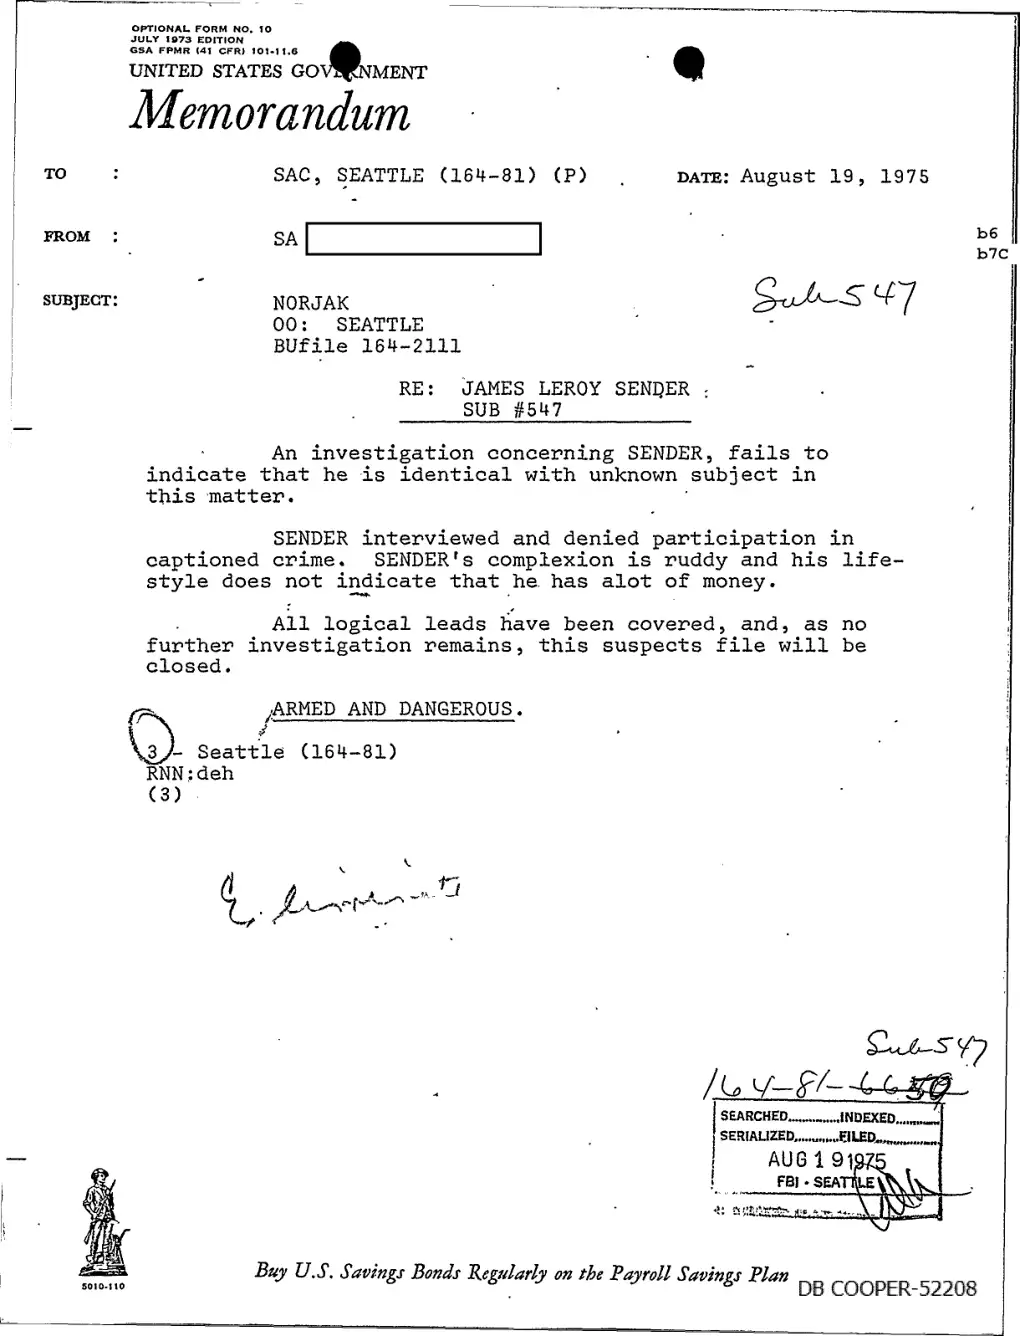 OPTIONAL FORM NO. 10
JULY 1973 EDITION
GSA FPMR (41 CFR) 101-11.6
UNITED STATES GOVERNMENT
Memorandum
TO : SAC, SEATTLE (164-81) (P) DATE: August 19, 1975
FROM : SA
b6
b7C
SUBJECT: NORJAK
OO: SEATTLE
BUfile 164-2111
Sub 547
RE: JAMES LEROY SENDER
SUB #547
An investigation concerning SENDER, fails to
indicate that he is identical with unknown subject in
this matter.
SENDER interviewed and denied participation in
captioned crime. SENDER's complexion is ruddy and his life-
style does not indicate that he has alot of money.
All logical leads have been covered, and, as no
further investigation remains, this suspects file will be
closed.
ARMED AND DANGEROUS.
3 - Seattle (164-81)
RNN:deh
(3)
Sub 547
164-81-
SEARCHED..............INDEXED............
SERIALIZED............FILED...............
AUG 19 1975
FBI - SEATTLE
5010-110
Buy U.S. Savings Bonds Regularly on the Payroll Savings Plan
DB COOPER-52208